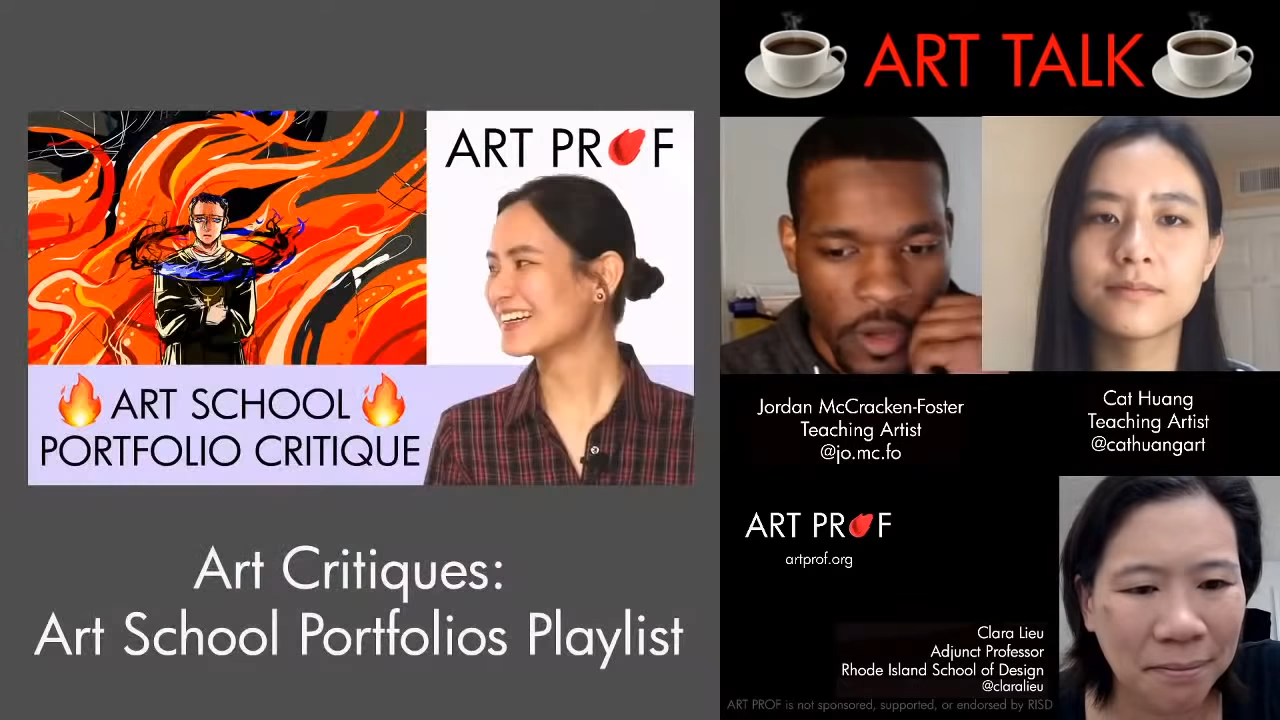 ART PROF
ART SCHOOL
PORTFOLIO CRITIQUE
Art Critiques:
Art School Portfolios Playlist
ART TALK
Jordan McCracken-Foster
Teaching Artist
@jo.mc.fo
Cat Huang
Teaching Artist
@cathuangart
ART PROF
artprof.org
Clara Lieu
Adjunct Professor
Rhode Island School of Design
@claralieu
ART PROF is not sponsored, supported, or endorsed by RISD